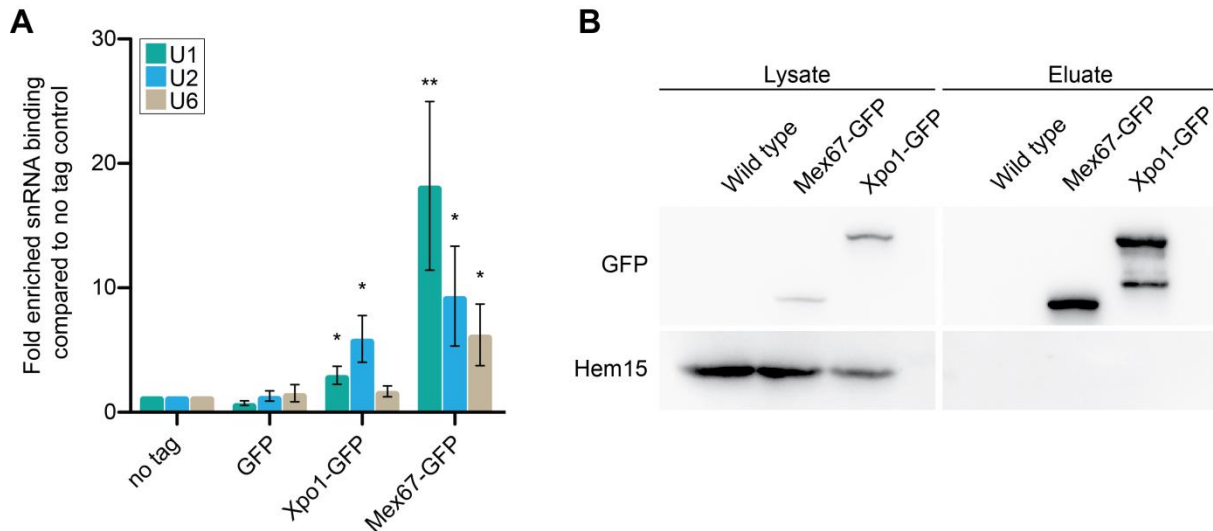 A
Fold enriched snRNA binding
compared to no tag control
30
20
10
0
U1
U2
U6
*
*
**
*
*
no tag
GFP
Xpo1-GFP
Mex67-GFP
B
Lysate
Eluate
Wild type
Mex67-GFP
Xpo1-GFP
Wild type
Mex67-GFP
Xpo1-GFP
GFP
Hem15